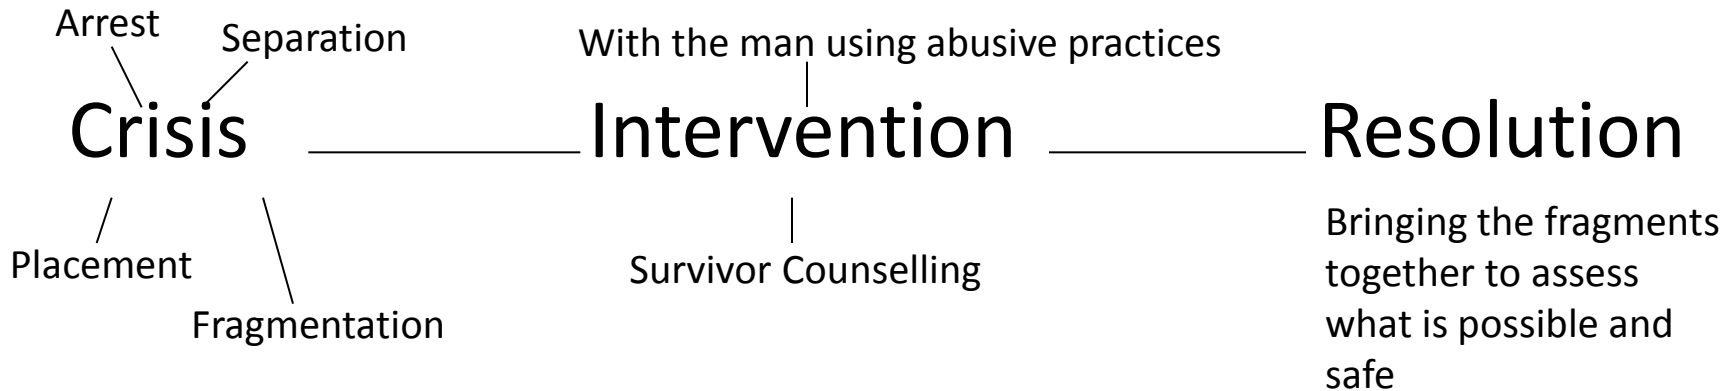 Arrest
Separation
With the man using abusive practices
Crisis
Intervention
Resolution
Placement
Fragmentation
Survivor Counselling
Bringing the fragments
together to assess
what is possible and
safe